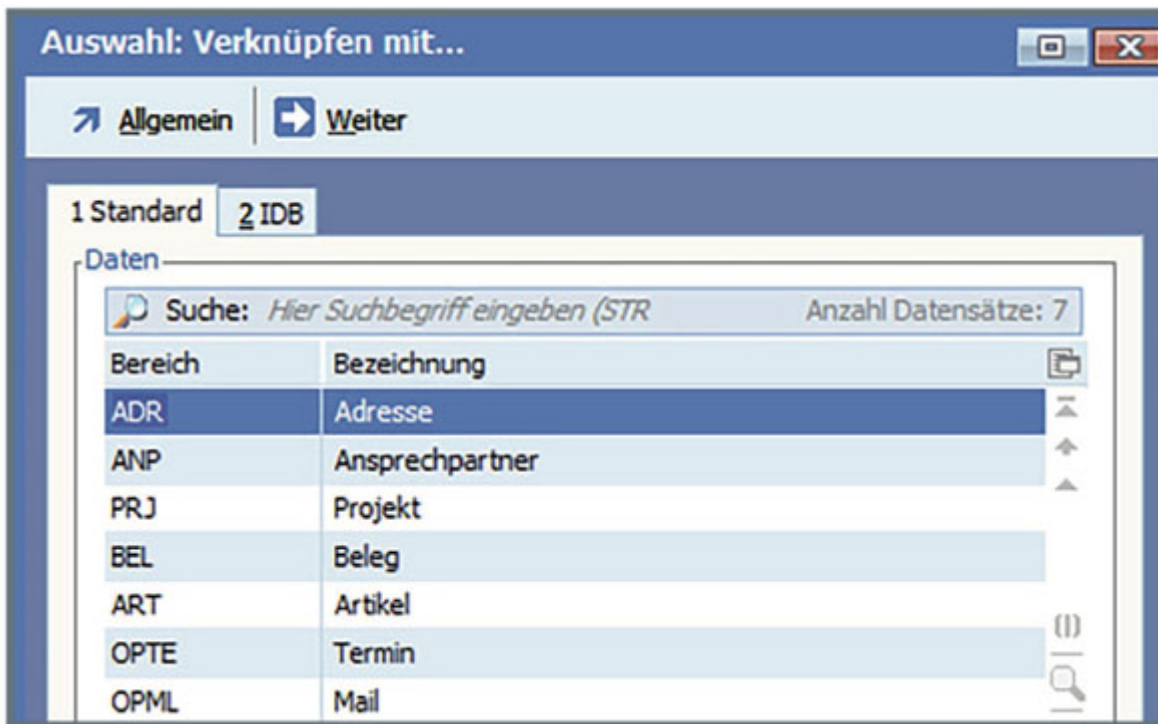 Auswahl: Verknüpfen mit...
Allgemein Weiter
1 Standard 2 IDB
Daten
Suche: Hier Suchbegriff eingeben (STR Anzahl Datensätze: 7
Bereich Bezeichnung
ADR Adresse
ANP Ansprechpartner
PRJ Projekt
BEL Beleg
ART Artikel
OPTE Termin
OPML Mail